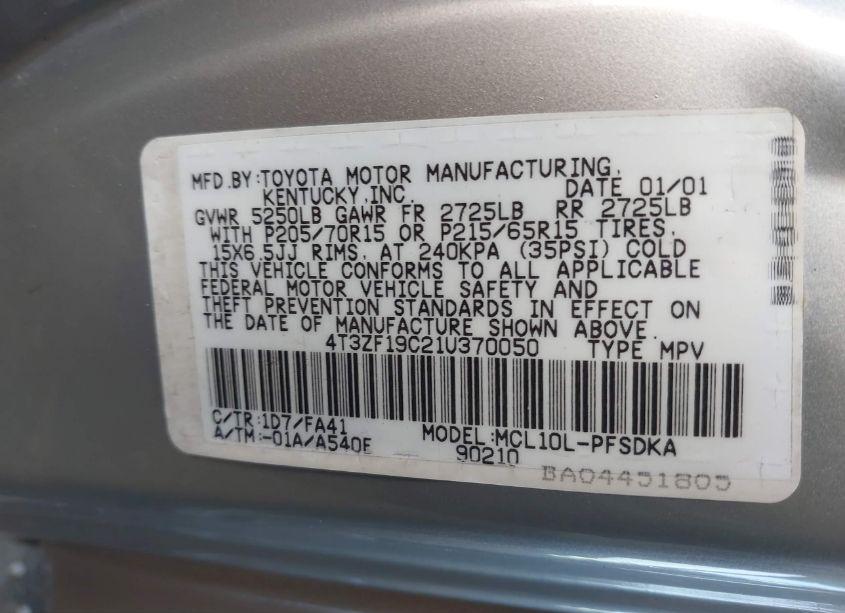 MFD.BY:TOYOTA MOTOR MANUFACTURING,
KENTUCKY,INC. DATE 01/01
GVWR 5250LB GAWR FR 2725LB RR 2725LB
WITH P205/70R15 OR P215/65R15 TIRES,
15X6.5JJ RIMS, AT 240KPA (35PSI) COLD
THIS VEHICLE CONFORMS TO ALL APPLICABLE
FEDERAL MOTOR VEHICLE SAFETY AND
THEFT PREVENTION STANDARDS IN EFFECT ON
THE DATE OF MANUFACTURE SHOWN ABOVE.
4T3ZF19C21U370050 TYPE MPV
C/TR:1D7/FA41
A/TM:-01A/A540E MODEL:MCL10L-PFSDKA
90210
BA04451805